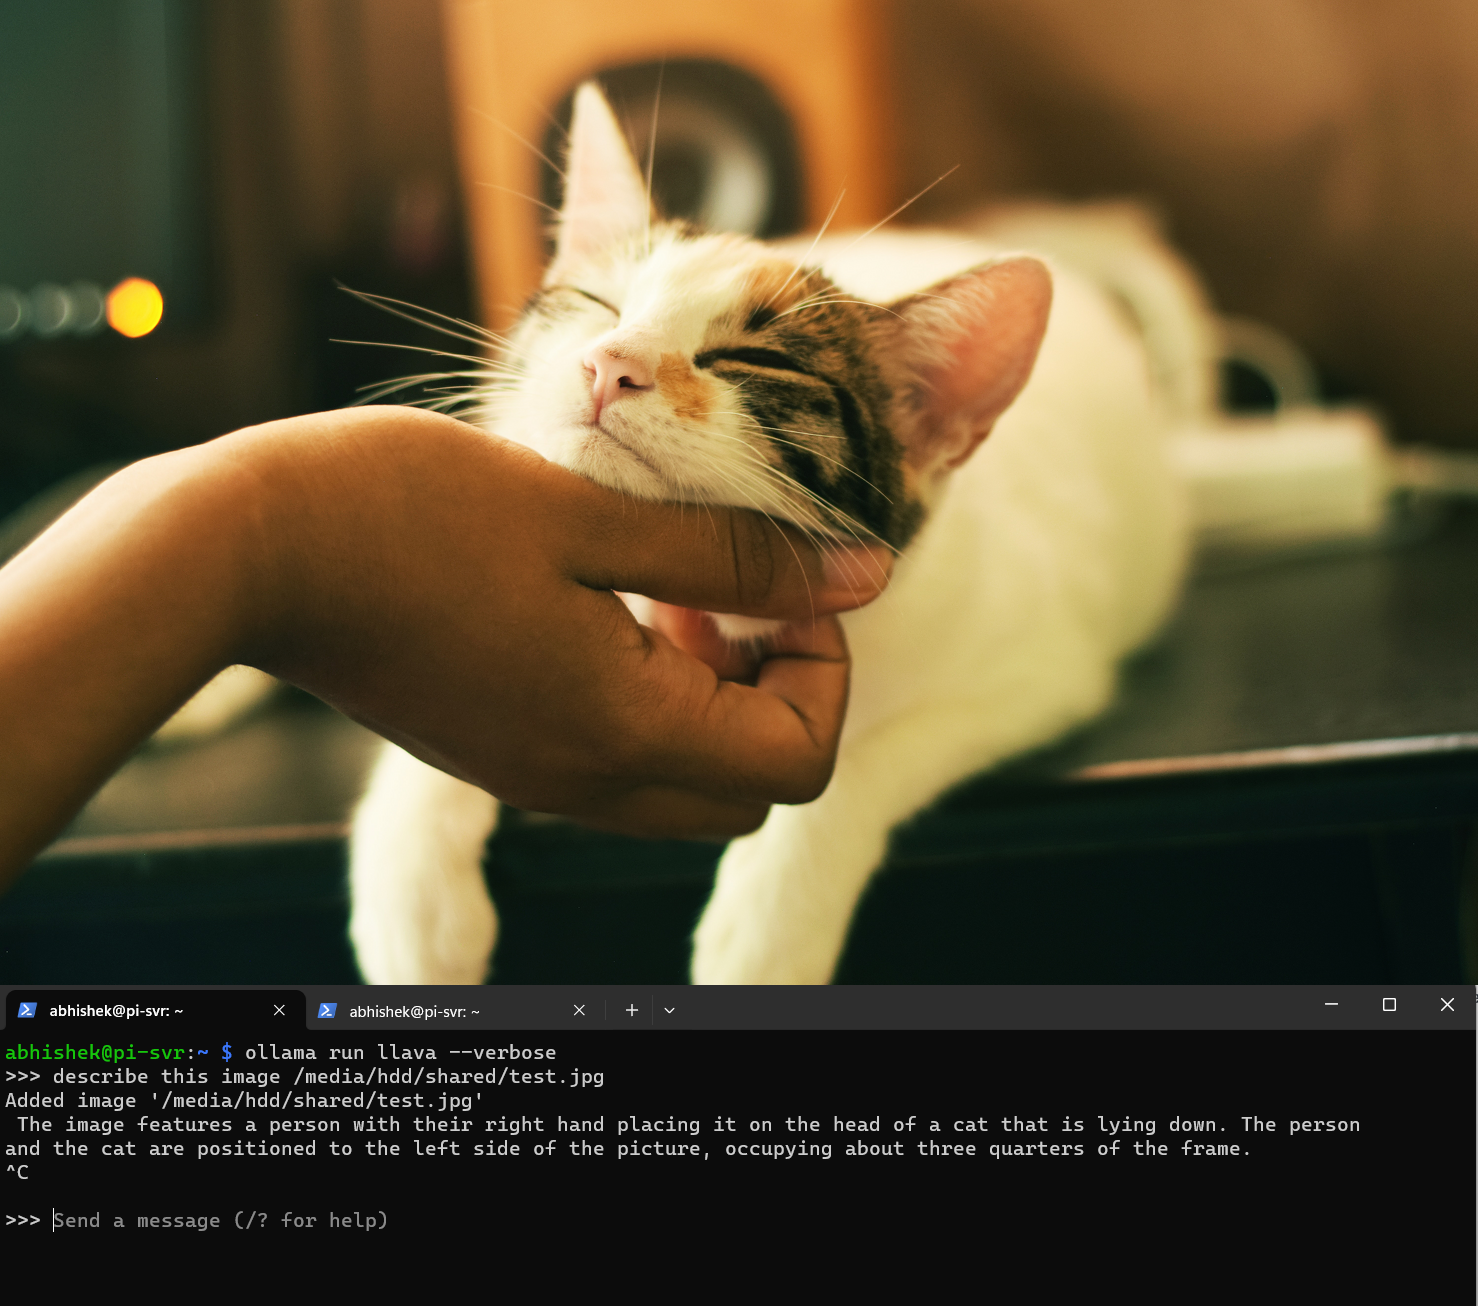 abhishek@pi-svr: ~
abhishek@pi-svr: ~
abhishek@pi-svr:~ $ ollama run llava --verbose
>>> describe this image /media/hdd/shared/test.jpg
Added image '/media/hdd/shared/test.jpg'
The image features a person with their right hand placing it on the head of a cat that is lying down. The person
and the cat are positioned to the left side of the picture, occupying about three quarters of the frame.
^C
>>> Send a message (/? for help)